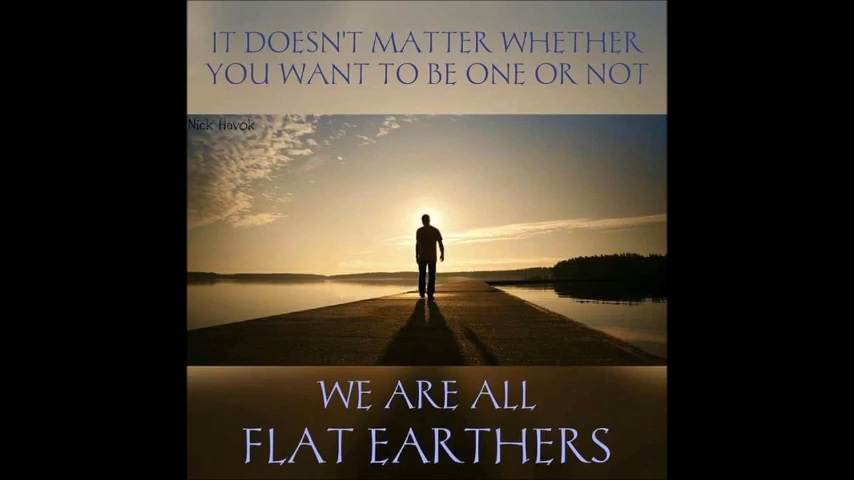 IT DOESN'T MATTER WHETHER
YOU WANT TO BE ONE OR NOT
Nick Havok
WE ARE ALL
FLAT EARTHERS